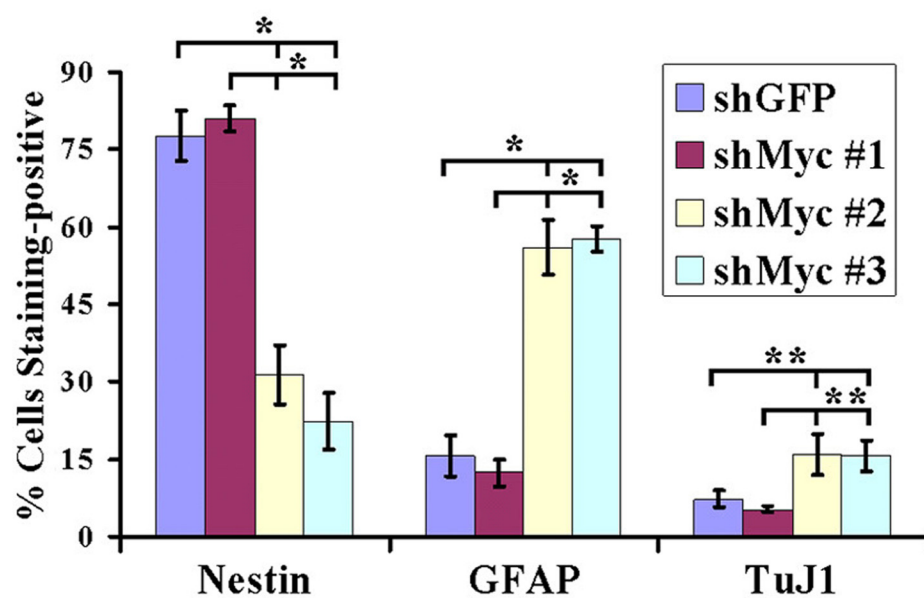 % Cells Staining-positive
90
75
60
45
30
15
0
*
*
*
*
**
**
shGFP
shMyc #1
shMyc #2
shMyc #3
Nestin GFAP TuJ1